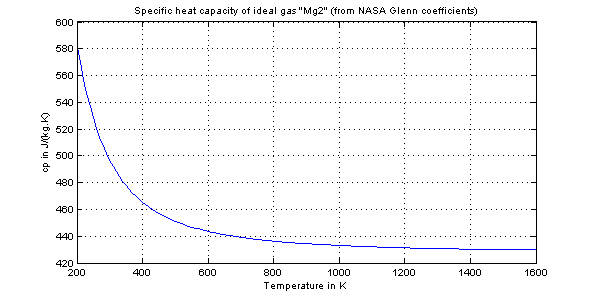 Specific heat capacity of ideal gas "Mg2" (from NASA Glenn coefficients)
600
580
560
540
520
500
480
460
440
420
cp in J/(kg.K)
200 400 600 800 1000 1200 1400 1600
Temperature in K